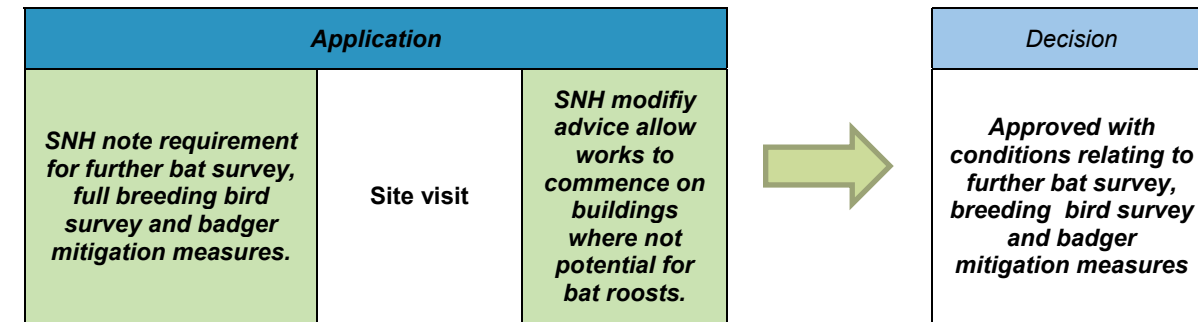 Application
SNH note requirement
for further bat survey,
full breeding bird
survey and badger
mitigation measures.
Site visit
SNH modifiy
advice allow
works to
commence on
buildings
where not
potential for
bat roosts.
Decision
Approved with
conditions relating to
further bat survey,
breeding bird survey
and badger
mitigation measures